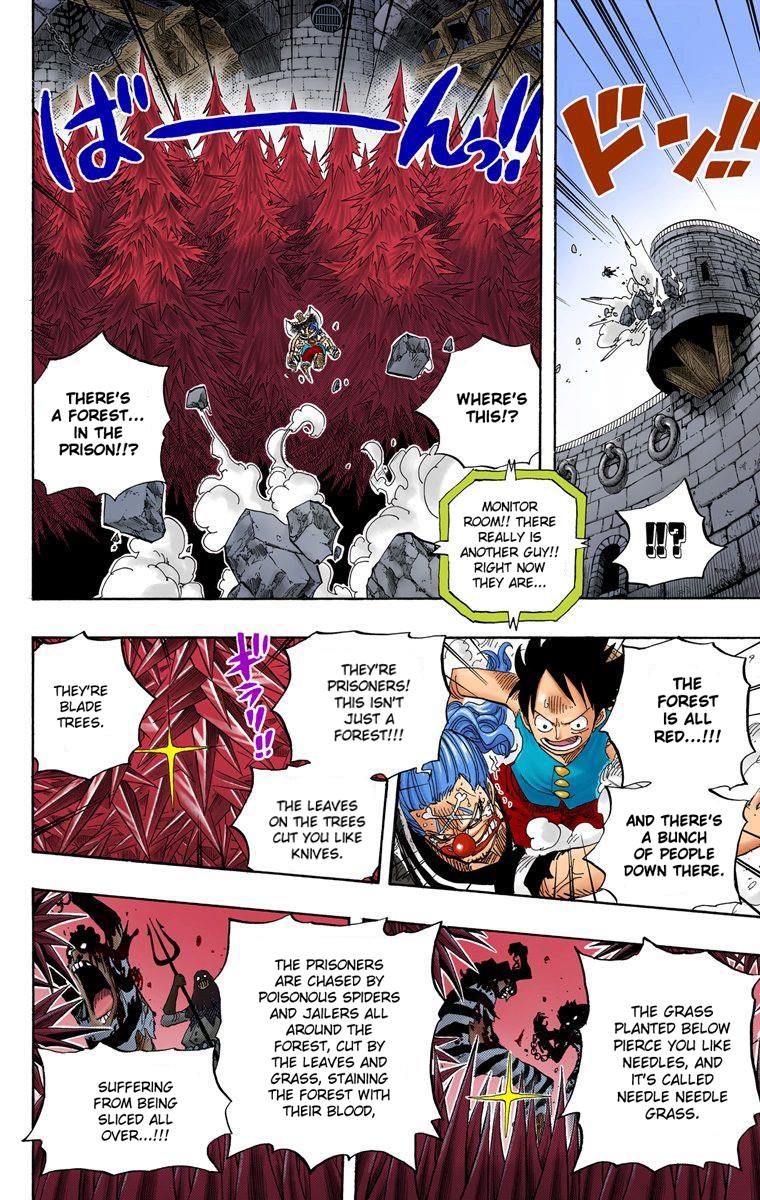 ドン!!
!!?
ばーんっ!!
WHERE'S
THIS!?
THERE'S
A FOREST...
IN THE
PRISON!!?
MONITOR
ROOM!! THERE
REALLY IS
ANOTHER GUY!!
RIGHT NOW
THEY ARE...
THE
FOREST
IS ALL
RED...!!!
AND THERE'S
A BUNCH
OF PEOPLE
DOWN THERE.
THEY'RE
PRISONERS!
THIS ISN'T
JUST A
FOREST!!!
ギラリ!!
THE LEAVES
ON THE TREES
CUT YOU LIKE
KNIVES.
THEY'RE
BLADE
TREES.
THE GRASS
PLANTED BELOW
PIERCE YOU LIKE
NEEDLES, AND
IT'S CALLED
NEEDLE NEEDLE
GRASS.
THE PRISONERS
ARE CHASED BY
POISONOUS SPIDERS
AND JAILERS ALL
AROUND THE
FOREST, CUT BY
THE LEAVES AND
GRASS, STAINING
THE FOREST WITH
THEIR BLOOD,
SUFFERING
FROM BEING
SLICED ALL
OVER...!!!